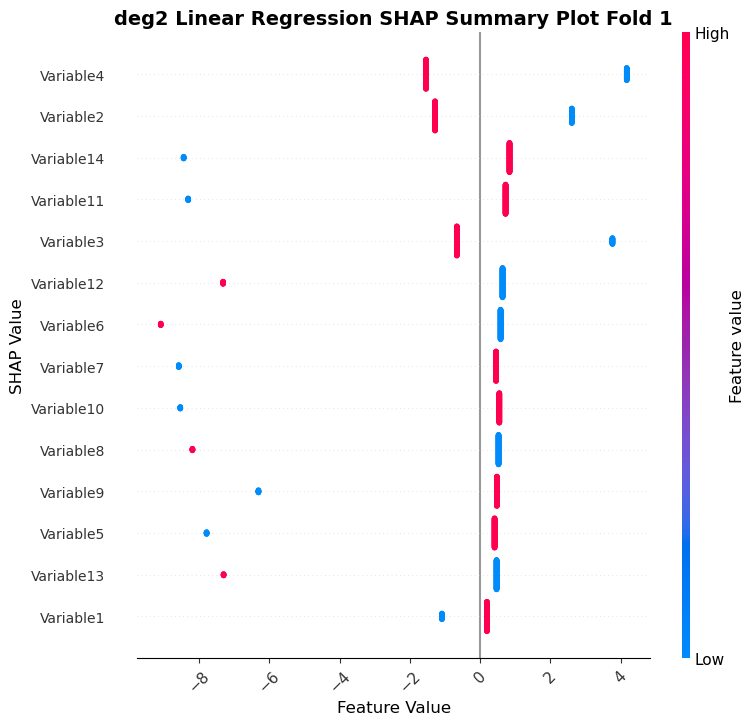 deg2 Linear Regression SHAP Summary Plot Fold 1
High
Variable4
Variable2
Variable14
Variable11
Variable3
Variable12
Variable6
Variable7
Variable10
Variable8
Variable9
Variable5
Variable13
Variable1
SHAP Value
Feature value
Low
−8 −6 −4 −2 0 2 4
Feature Value